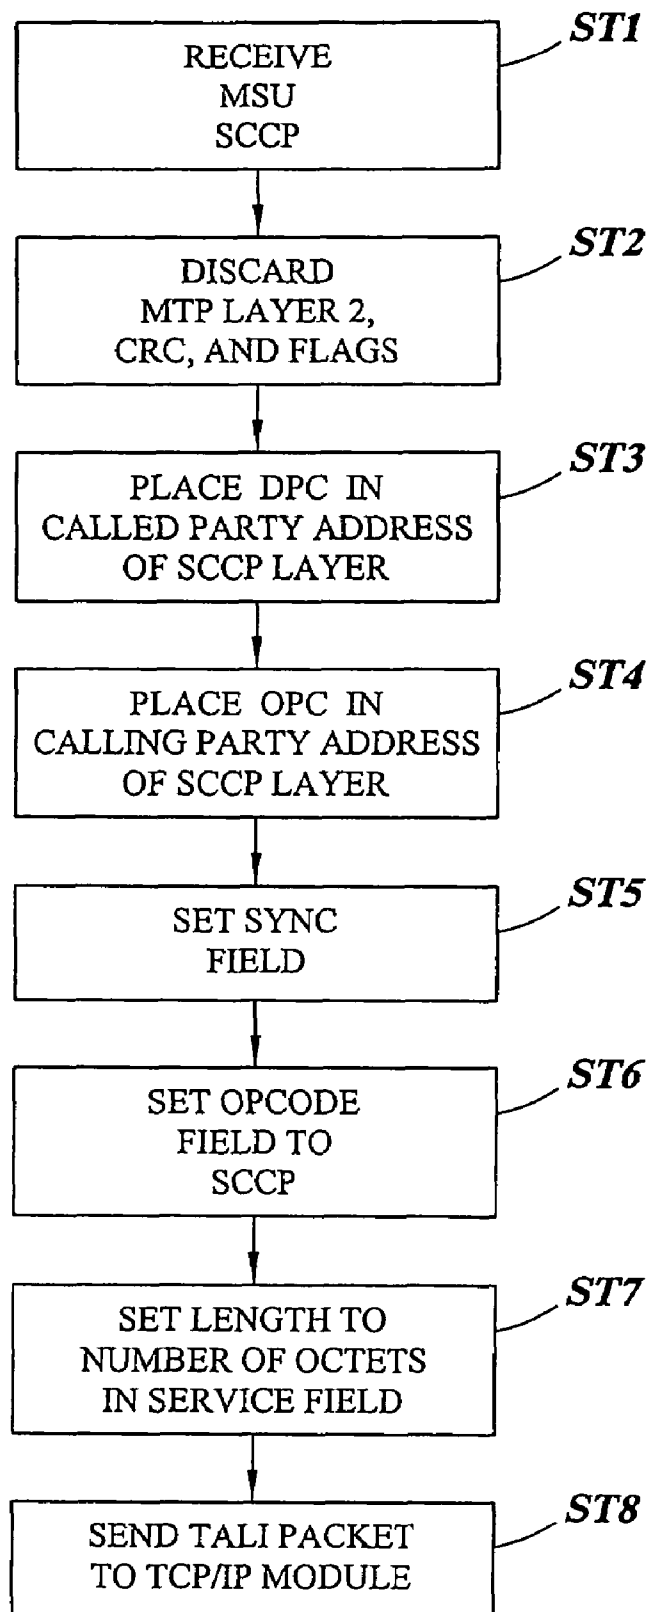 ST1
RECEIVE
MSU
SCCP
ST2
DISCARD
MTP LAYER 2,
CRC, AND FLAGS
ST3
PLACE DPC IN
CALLED PARTY ADDRESS
OF SCCP LAYER
ST4
PLACE OPC IN
CALLING PARTY ADDRESS
OF SCCP LAYER
ST5
SET SYNC
FIELD
ST6
SET OPCODE
FIELD TO
SCCP
ST7
SET LENGTH TO
NUMBER OF OCTETS
IN SERVICE FIELD
ST8
SEND TALI PACKET
TO TCP/IP MODULE